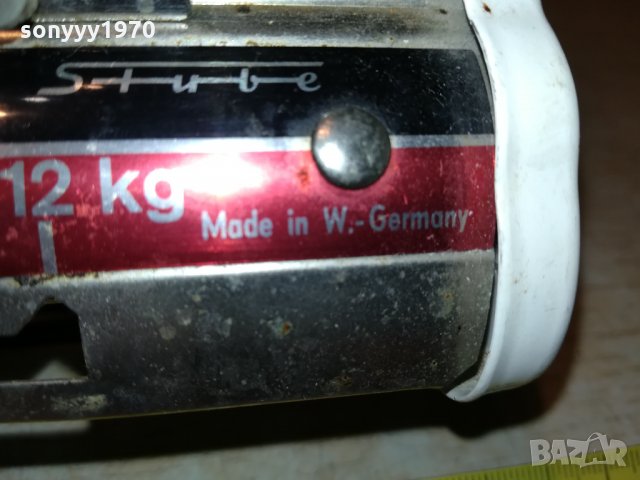 sonyyy1970
Stube
12 kg
Made in W.-Germany
BAZAR